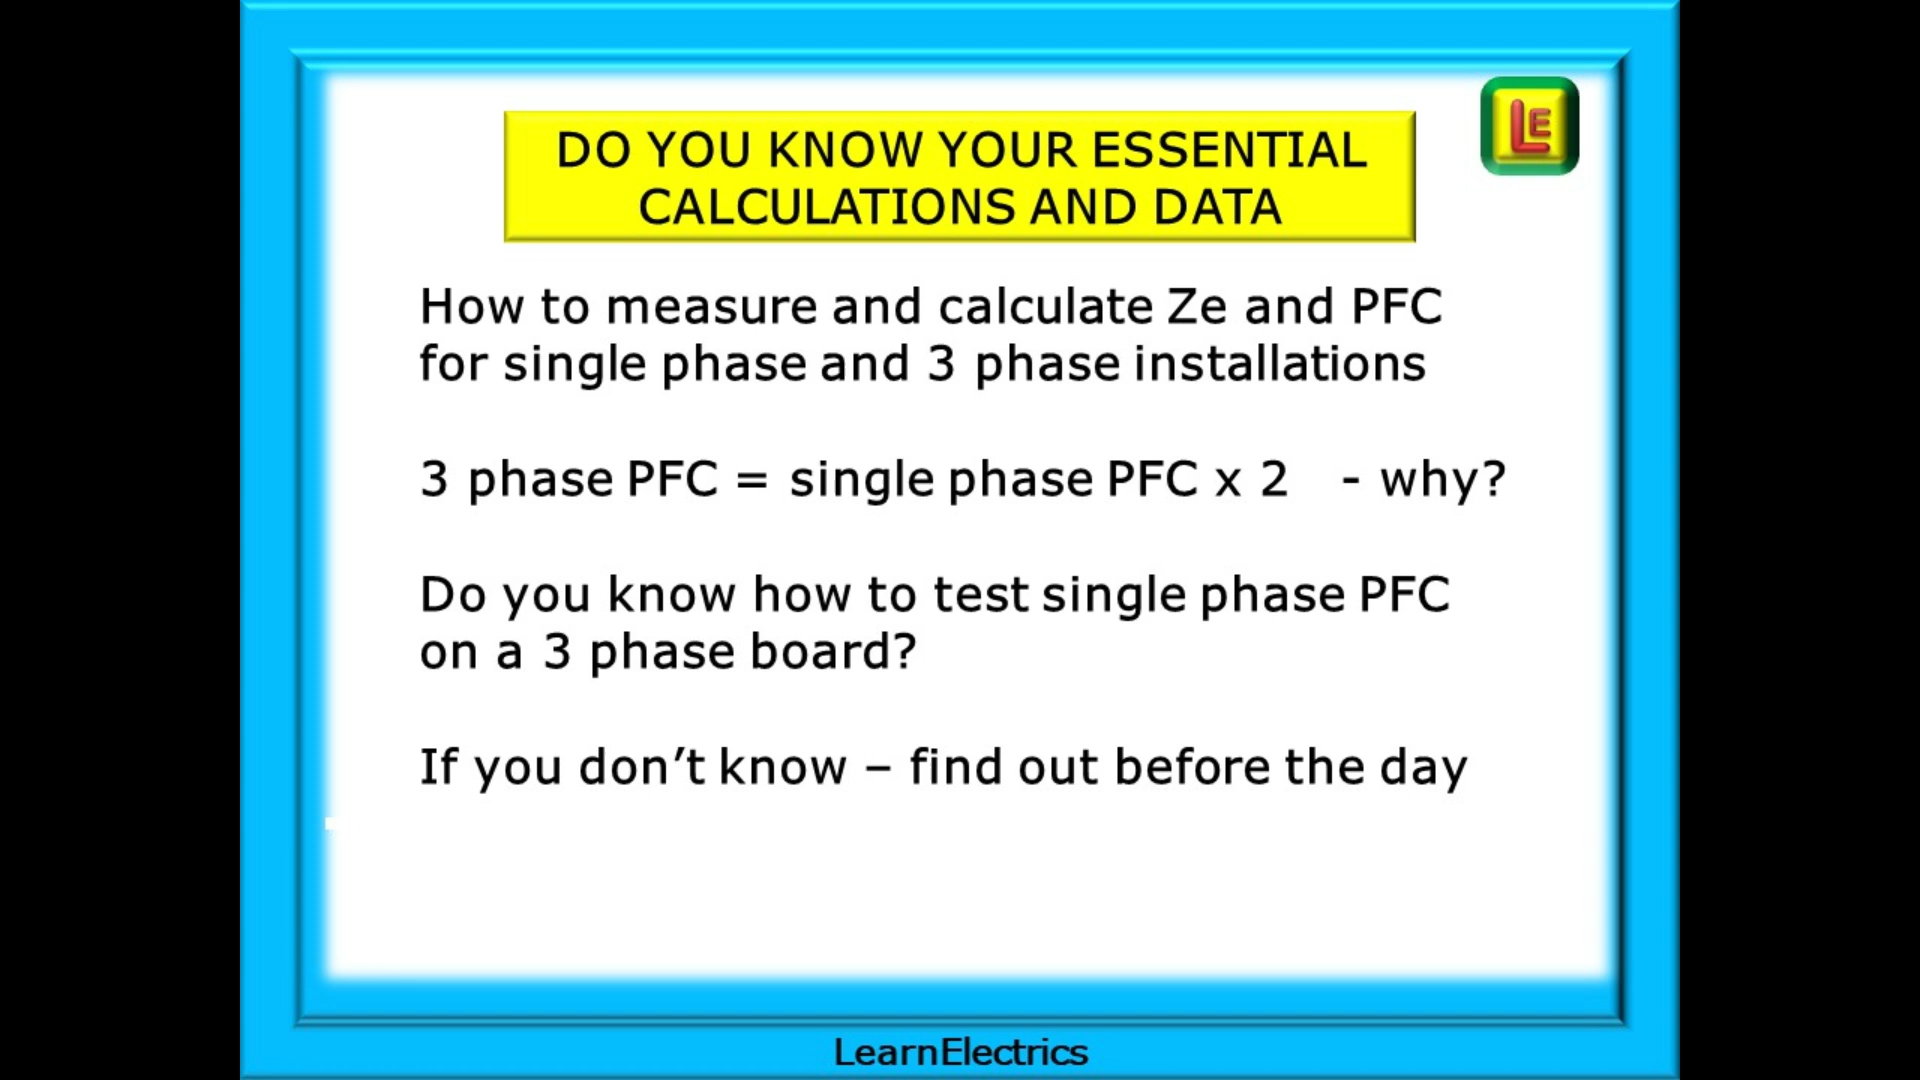 LE
DO YOU KNOW YOUR ESSENTIAL
CALCULATIONS AND DATA
How to measure and calculate Ze and PFC
for single phase and 3 phase installations
3 phase PFC = single phase PFC x 2 - why?
Do you know how to test single phase PFC
on a 3 phase board?
If you don’t know – find out before the day
LearnElectrics